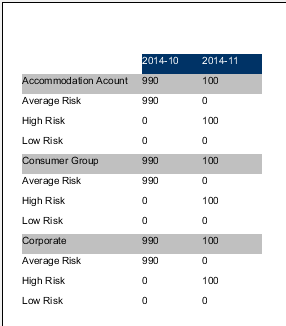 2014-10 2014-11
Accommodation Acount 990 100
Average Risk 990 0
High Risk 0 100
Low Risk 0 0
Consumer Group 990 100
Average Risk 990 0
High Risk 0 100
Low Risk 0 0
Corporate 990 100
Average Risk 990 0
High Risk 0 100
Low Risk 0 0